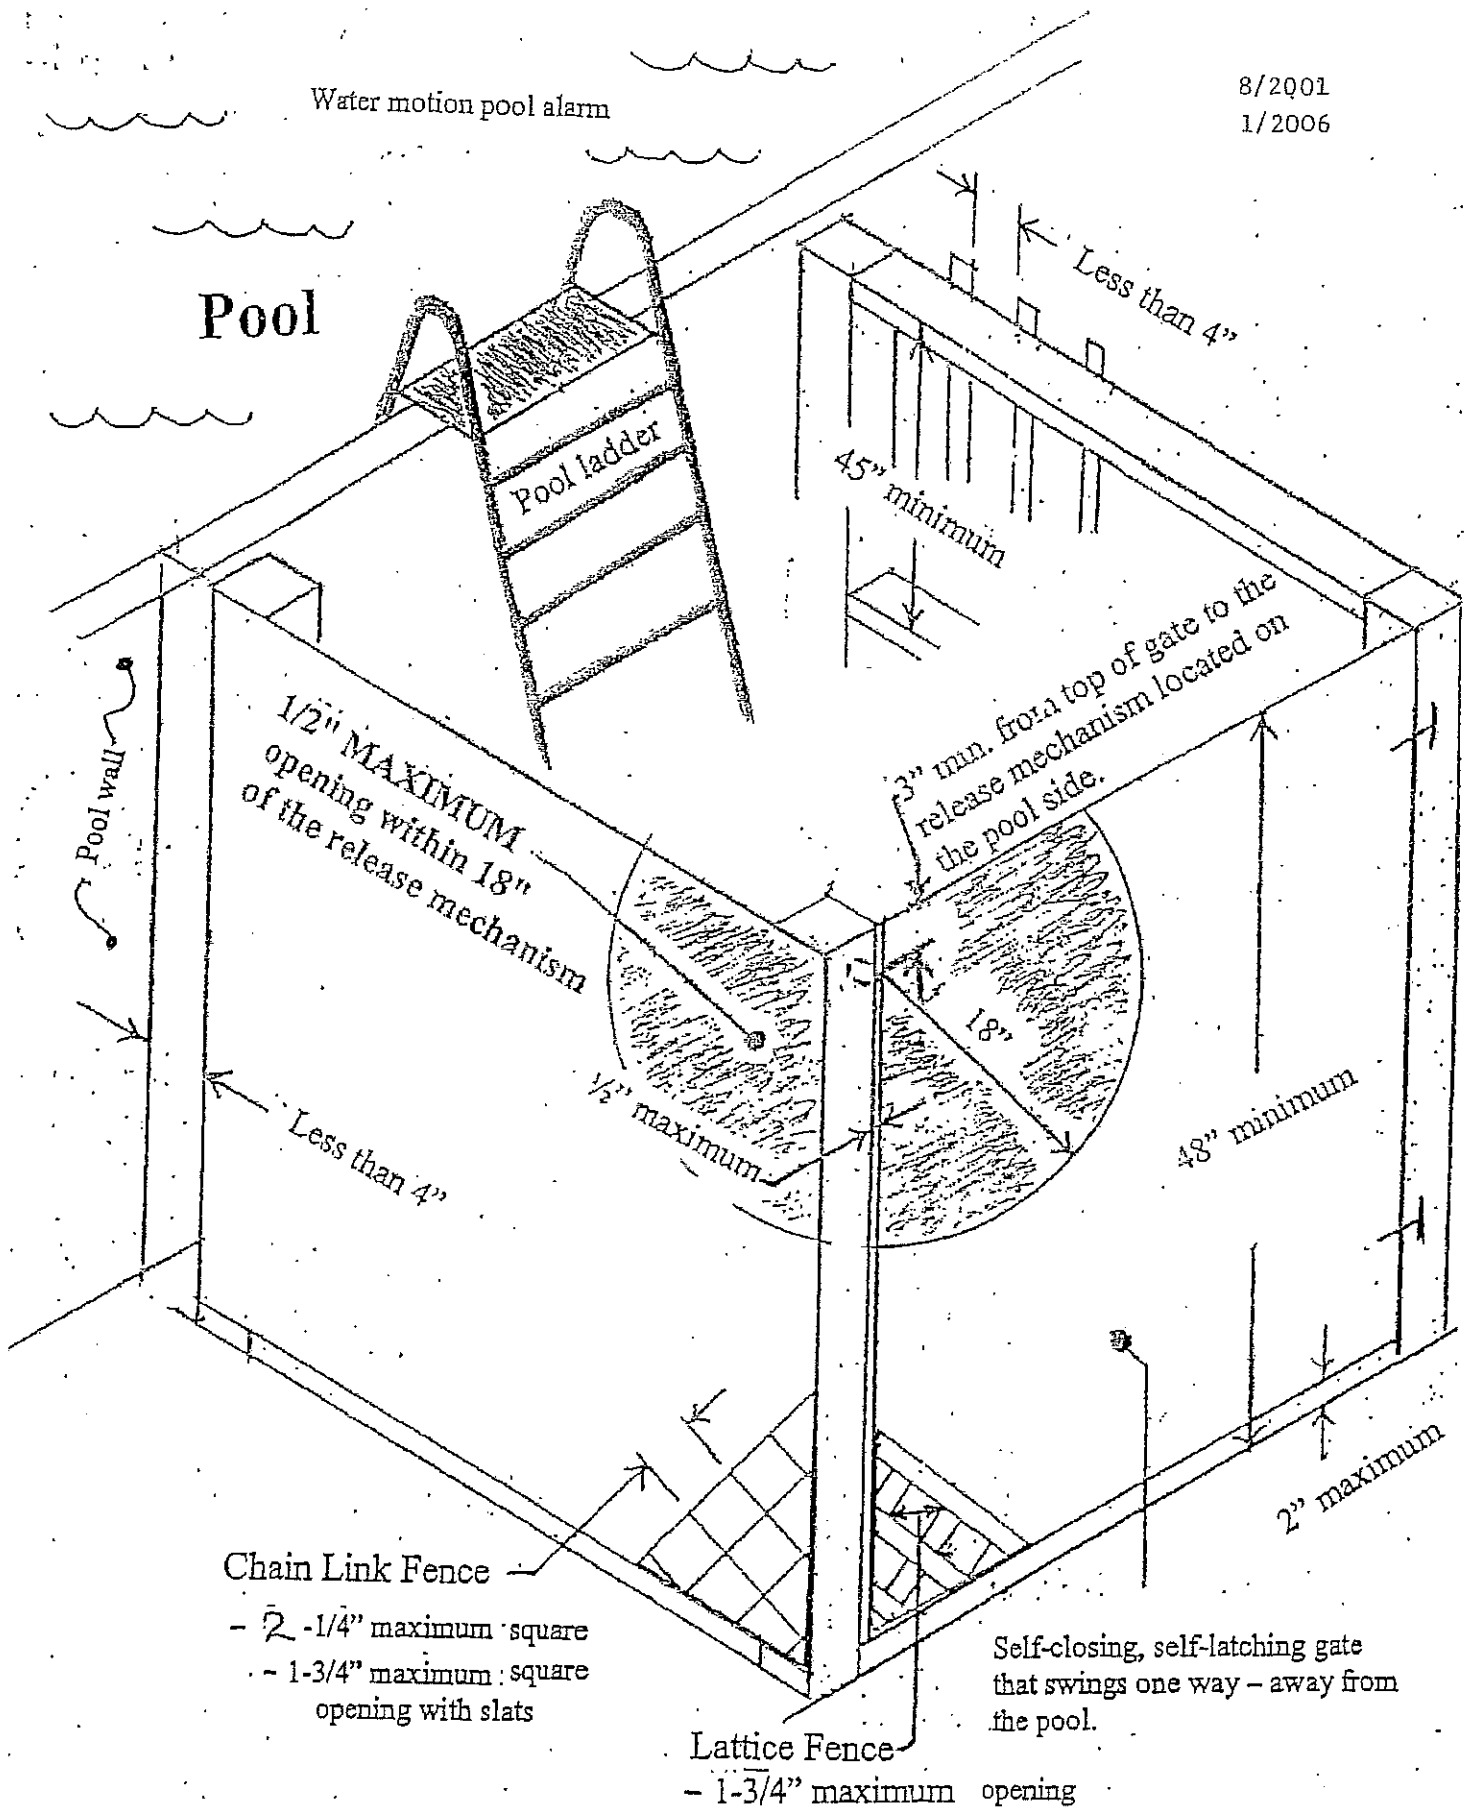 8/2001
1/2006
Water motion pool alarm
Less than 4”
Pool
Pool ladder
45” minimum
3” min. from top of gate to the
release mechanism located on
the pool side.
1/2" MAXIMUM
opening within 18"
of the release mechanism
Pool wall
18”
½” maximum
Less than 4”
48” minimum
2” maximum
Chain Link Fence
- 2 -1/4” maximum square
- 1-3/4” maximum square
opening with slats
Self-closing, self-latching gate
that swings one way – away from
the pool.
Lattice Fence
- 1-3/4” maximum opening